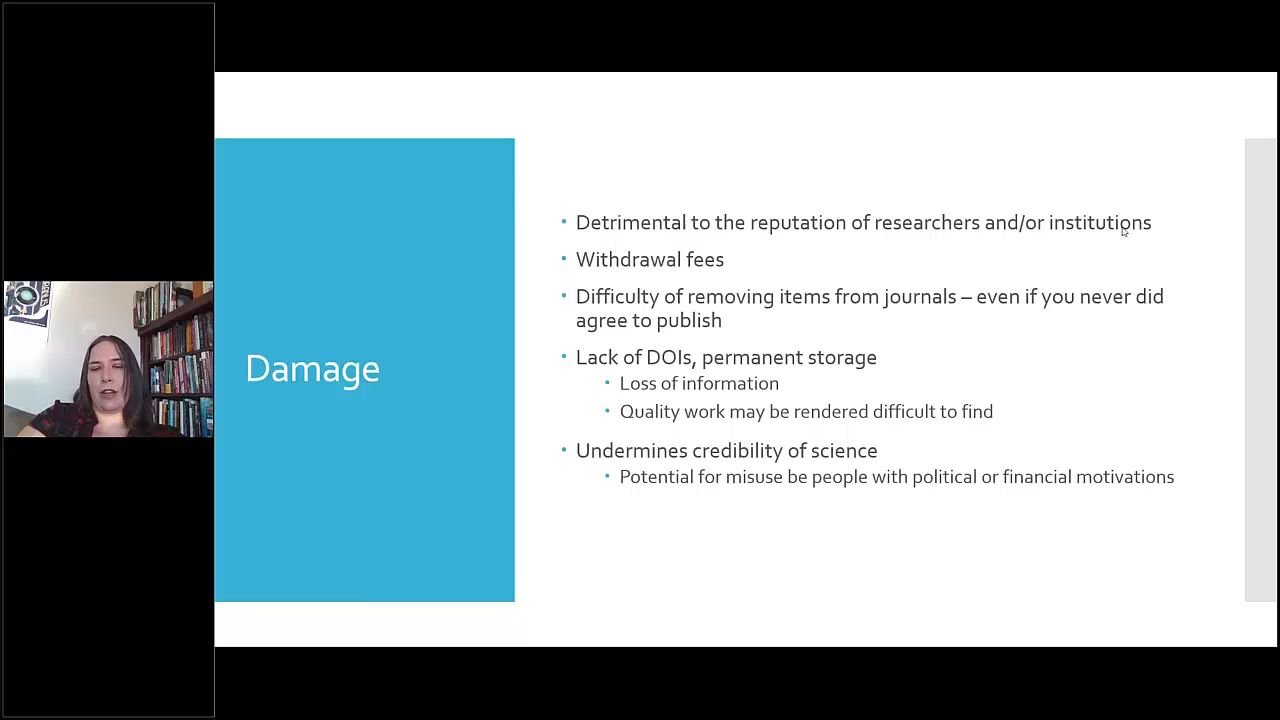 Damage
Detrimental to the reputation of researchers and/or institutions
Withdrawal fees
Difficulty of removing items from journals – even if you never did
agree to publish
Lack of DOIs, permanent storage
Loss of information
Quality work may be rendered difficult to find
Undermines credibility of science
Potential for misuse be people with political or financial motivations